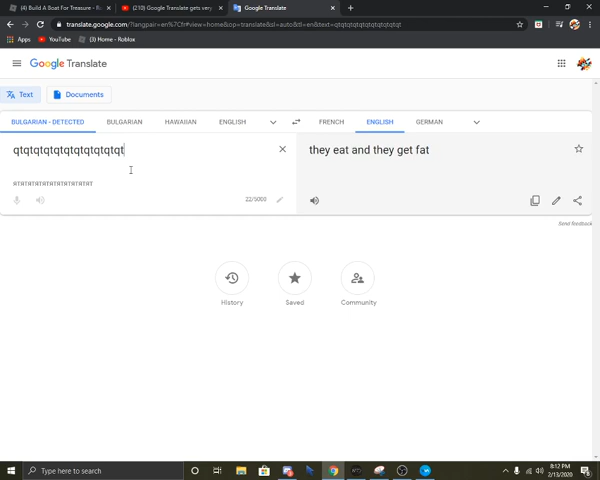 (4) Build A Boat For Treasure - Ro
(210) Google Translate gets very
Google Translate
translate.google.com/?langpair=en%7Cfr#view=home&op=translate&sl=auto&tl=en&text=qtqtqtqtqtqtqtqtqtqtqt
Apps
YouTube
(3) Home - Roblox
Google Translate
Text
Documents
BULGARIAN - DETECTED
BULGARIAN
HAWAIIAN
ENGLISH
FRENCH
ENGLISH
GERMAN
qtqtqtqtqtqtqtqtqtqtqt
they eat and they get fat
ятятятятятятятятятятят
22/5000
Send feedback
History
Saved
Community
Type here to search
8:12 PM
2/13/2020